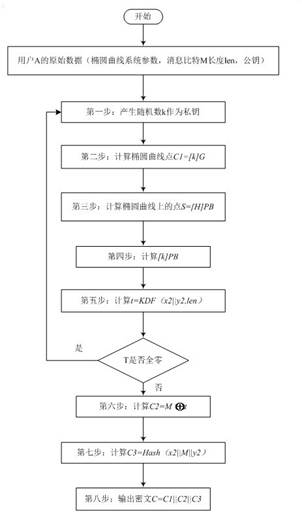 开始
用户A的原始数据（椭圆曲线系统参数，消息比特M长度len，公钥）
第一步：产生随机数k作为私钥
第二步：计算椭圆曲线点C1=[k]G
第三步：计算椭圆曲线上的点S=[H]PB
第四步：计算[k]PB
第五步：计算t=KDF（x2||y2,len）
是
T是否全零
否
第六步：计算C2=M⊕t
第七步：计算C3=Hash（x2||M||y2）
第八步：输出密文C=C1||C2||C3